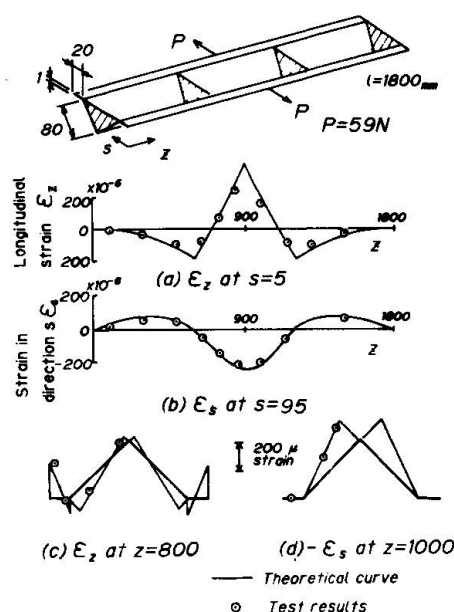 20
1
P
80
s
z
P
l=1800mm
P=59N
Longitudinal strain εz
×10⁻⁶
200
0
200
900
1800
z
(a) εz at s=5
Strain in direction s εs
×10⁻⁶
200
0
-200
900
1800
z
(b) εs at s=95
200 μ
strain
(c) εz at z=800
(d)-εs at z=1000
Theoretical curve
Test results